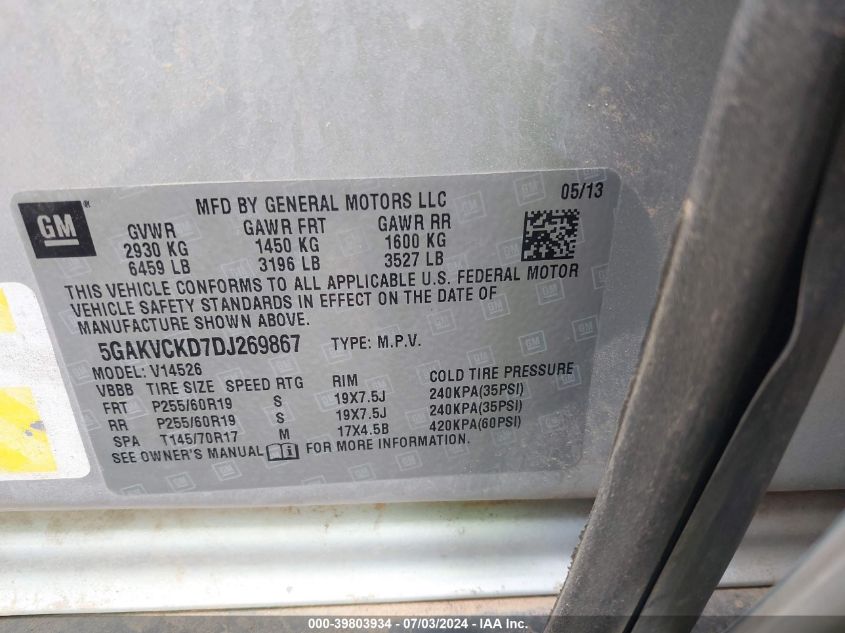 GM
MFD BY GENERAL MOTORS LLC
05/13
GVWR GAWR FRT GAWR RR
2930 KG 1450 KG 1600 KG
6459 LB 3196 LB 3527 LB
THIS VEHICLE CONFORMS TO ALL APPLICABLE U.S. FEDERAL MOTOR
VEHICLE SAFETY STANDARDS IN EFFECT ON THE DATE OF
MANUFACTURE SHOWN ABOVE.
5GAKVCKD7DJ269867 TYPE: M.P.V.
MODEL: V14526
VBBB TIRE SIZE SPEED RTG RIM COLD TIRE PRESSURE
FRT P255/60R19 S 19X7.5J 240KPA(35PSI)
RR P255/60R19 S 19X7.5J 240KPA(35PSI)
SPA T145/70R17 M 17X4.5B 420KPA(60PSI)
SEE OWNER'S MANUAL FOR MORE INFORMATION.
000-39803934 - 07/03/2024 - © IAA, Inc.